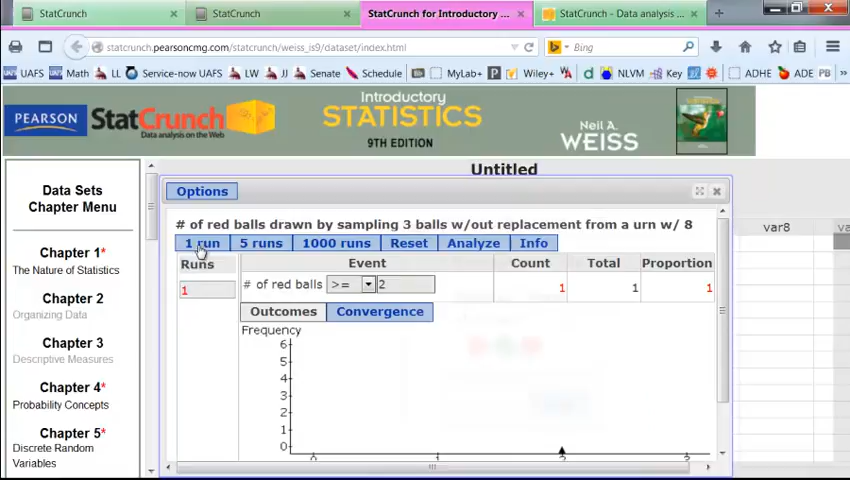 StatCrunch
StatCrunch
StatCrunch for Introductory ...
StatCrunch - Data analysis ...
statcrunch.pearsoncmg.com/statcrunch/weiss_is9/dataset/index.html
Bing
UAFS Math LL Service-now UAFS LW JJ Senate Schedule MyLab+ P Wiley+ NLVM Key ADHE ADE PB
PEARSON
StatCrunch
Data analysis on the Web
Introductory
STATISTICS
9TH EDITION
Neil A.
WEISS
Data Sets
Chapter Menu
Chapter 1*
The Nature of Statistics
Chapter 2
Organizing Data
Chapter 3
Descriptive Measures
Chapter 4*
Probability Concepts
Chapter 5*
Discrete Random
Variables
Untitled
Options
# of red balls drawn by sampling 3 balls w/out replacement from a urn w/ 8
1 run 5 runs 1000 runs Reset Analyze Info
Runs Event Count Total Proportion
1 # of red balls >= 2 1 1 1
Outcomes Convergence
Frequency
6
5
4
3
2
1
0
var8